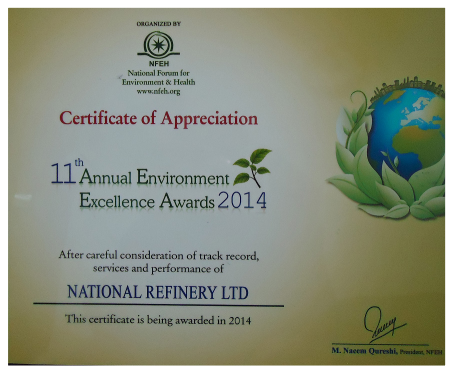 ORGANIZED BY
NFEH
National Forum for
Environment & Health
www.nfeh.org
Certificate of Appreciation
11th Annual Environment
Excellence Awards 2014
After careful consideration of track record,
services and performance of
NATIONAL REFINERY LTD
This certificate is being awarded in 2014
M. Naeem Qureshi, President, NFEH